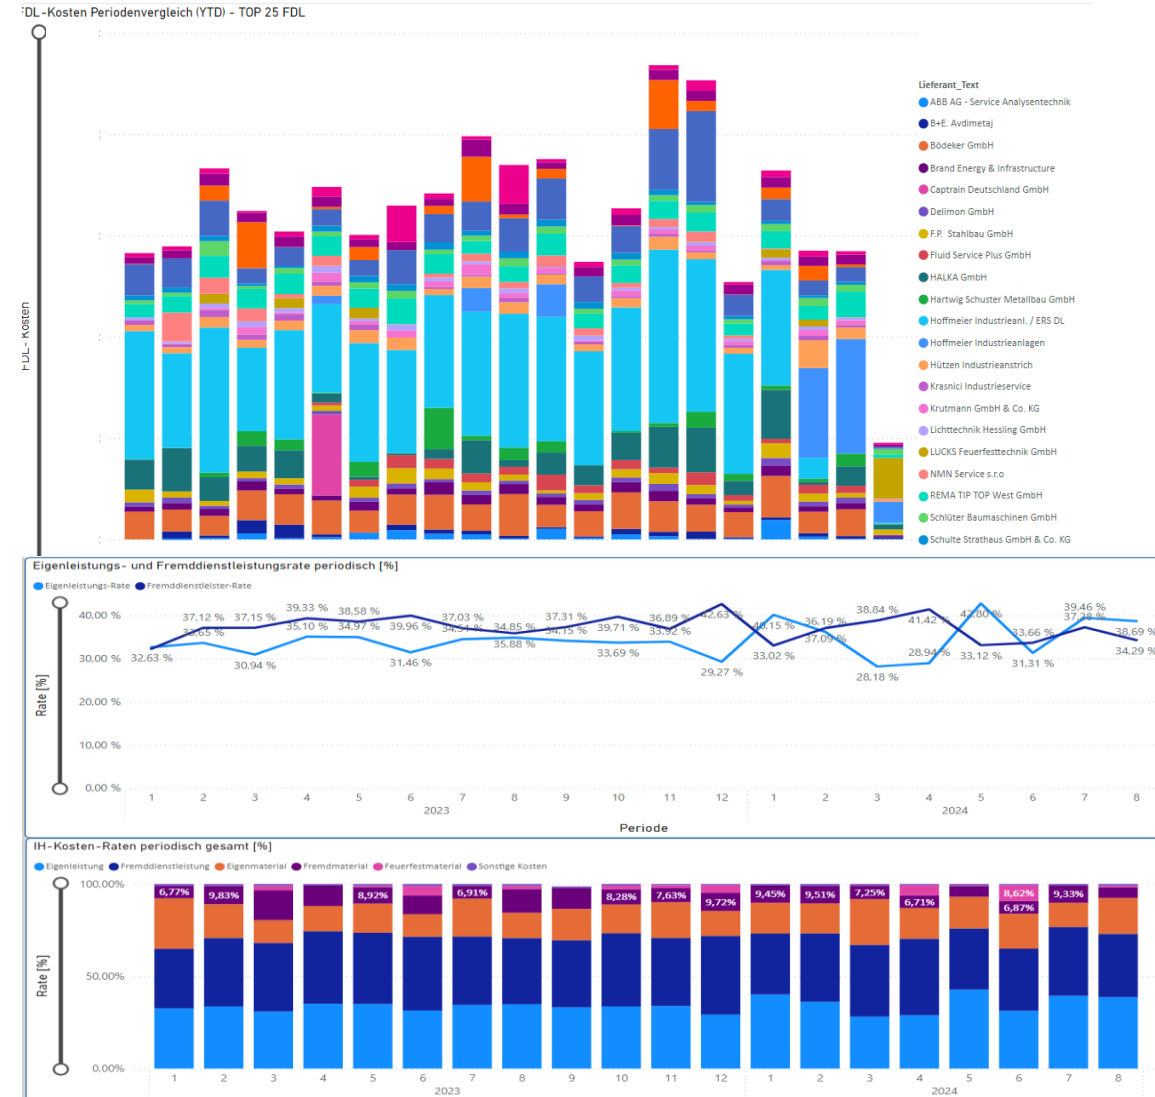 FDL-Kosten Periodenvergleich (YTD) - TOP 25 FDL
FDL - Kosten
Lieferant_Text
ABB AG - Service Analysentechnik
B+E. Avdimetaj
Bödeker GmbH
Brand Energy & Infrastructure
Captrain Deutschland GmbH
Delimon GmbH
F.P. Stahlbau GmbH
Fluid Service Plus GmbH
HALKA GmbH
Hartwig Schuster Metallbau GmbH
Hoffmeier Industrieanl. / ERS DL
Hoffmeier Industrieanlagen
Hützen Industrieanstrich
Krasnici Industrieservice
Krutmann GmbH & Co. KG
Lichttechnik Hessling GmbH
LUCKS Feuerfesttechnik GmbH
NMN Service s.r.o
REMA TIP TOP West GmbH
Schlüter Baumaschinen GmbH
Schulte Strathaus GmbH & Co. KG
Eigenleistungs- und Fremddienstleistungsrate periodisch [%]
Eigenleistungs-Rate Fremddienstleister-Rate
Rate [%]
40.00 %
30.00 %
20.00 %
10.00 %
0.00 %
32,63 %
37,12 %
33,65 %
37,15 %
30,94 %
39,33 %
35,10 %
38,58 %
34,97 %
39,96 %
31,46 %
37,03 %
34,54 %
34,85 %
35,88 %
37,31 %
34,15 %
39,71 %
33,69 %
36,89 %
33,92 %
42,63 %
29,27 %
40,15 %
33,02 %
36,19 %
37,09 %
38,84 %
28,18 %
41,42 %
28,94 %
42,80 %
33,12 %
33,66 %
31,31 %
39,46 %
37,28 %
38,69 %
34,29 %
1 2 3 4 5 6 7 8 9 10 11 12 1 2 3 4 5 6 7 8
2023 2024
Periode
IH-Kosten-Raten periodisch gesamt [%]
Eigenleistung Fremddienstleistung Eigenmaterial Fremdmaterial Feuerfestmaterial Sonstige Kosten
Rate [%]
100.00%
50.00%
0.00%
6,77% 9,83% 8,92% 6,91% 8,28% 7,63% 9,72% 9,45% 9,51% 7,25% 6,71% 8,62% 6,87% 9,33%
1 2 3 4 5 6 7 8 9 10 11 12 1 2 3 4 5 6 7 8
2023 2024